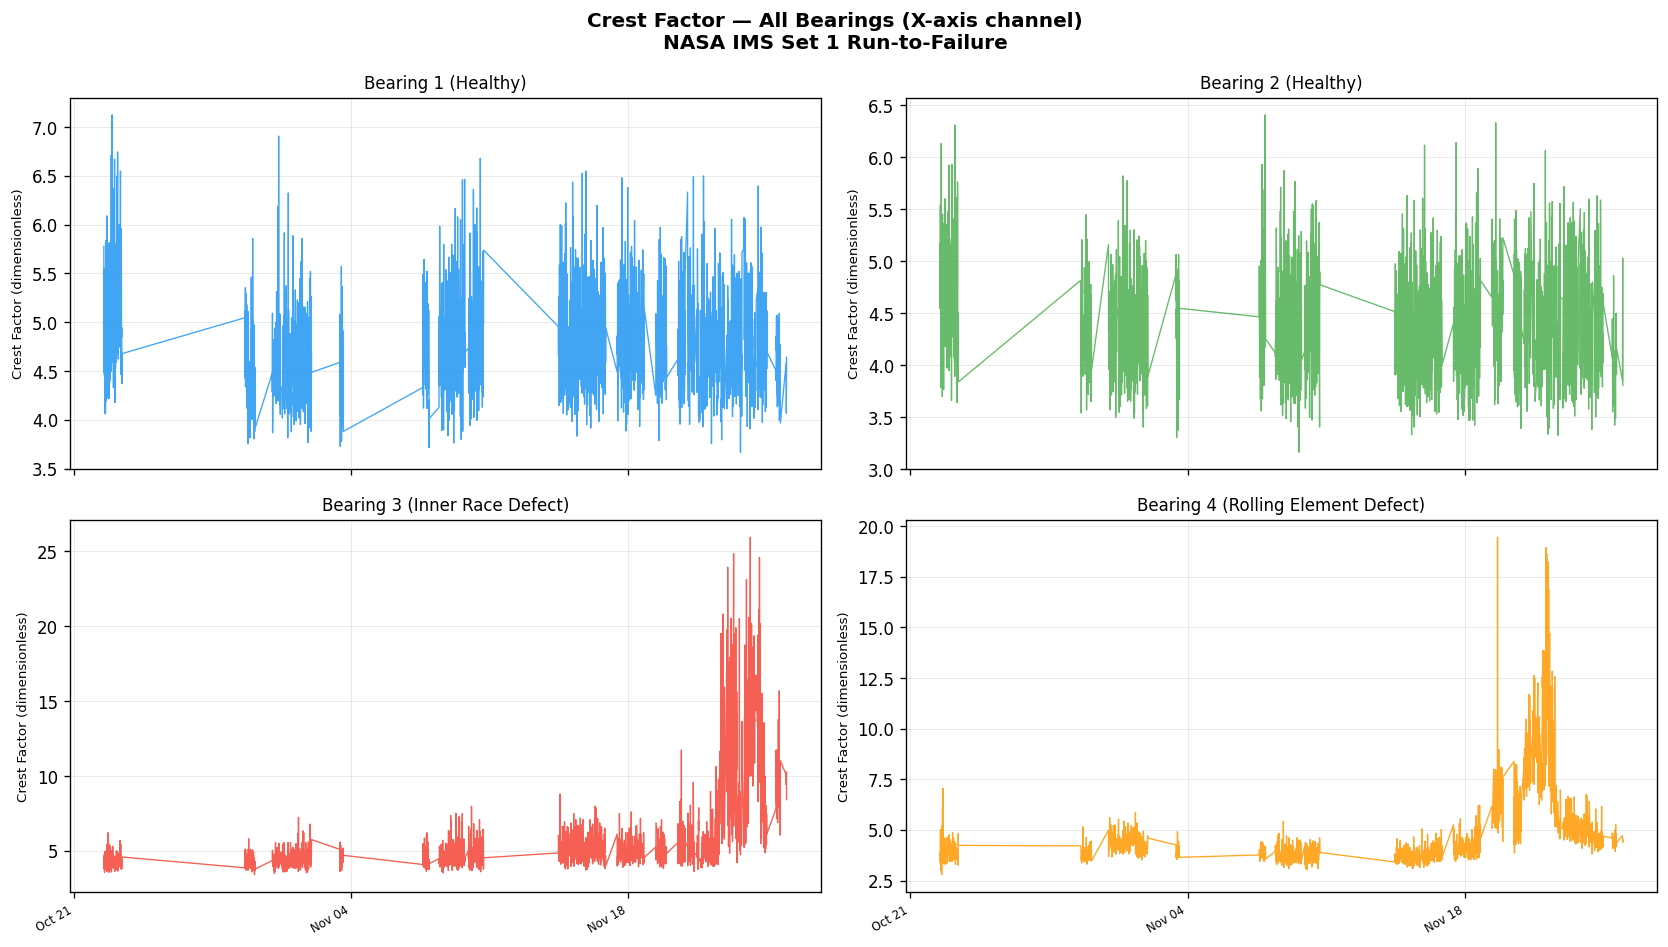 Crest Factor — All Bearings (X-axis channel)
NASA IMS Set 1 Run-to-Failure
Bearing 1 (Healthy)
Crest Factor (dimensionless)
7.0
6.5
6.0
5.5
5.0
4.5
4.0
3.5
Bearing 2 (Healthy)
Crest Factor (dimensionless)
6.5
6.0
5.5
5.0
4.5
4.0
3.5
3.0
Bearing 3 (Inner Race Defect)
Crest Factor (dimensionless)
25
20
15
10
5
Oct 21
Nov 04
Nov 18
Bearing 4 (Rolling Element Defect)
Crest Factor (dimensionless)
20.0
17.5
15.0
12.5
10.0
7.5
5.0
2.5
Oct 21
Nov 04
Nov 18